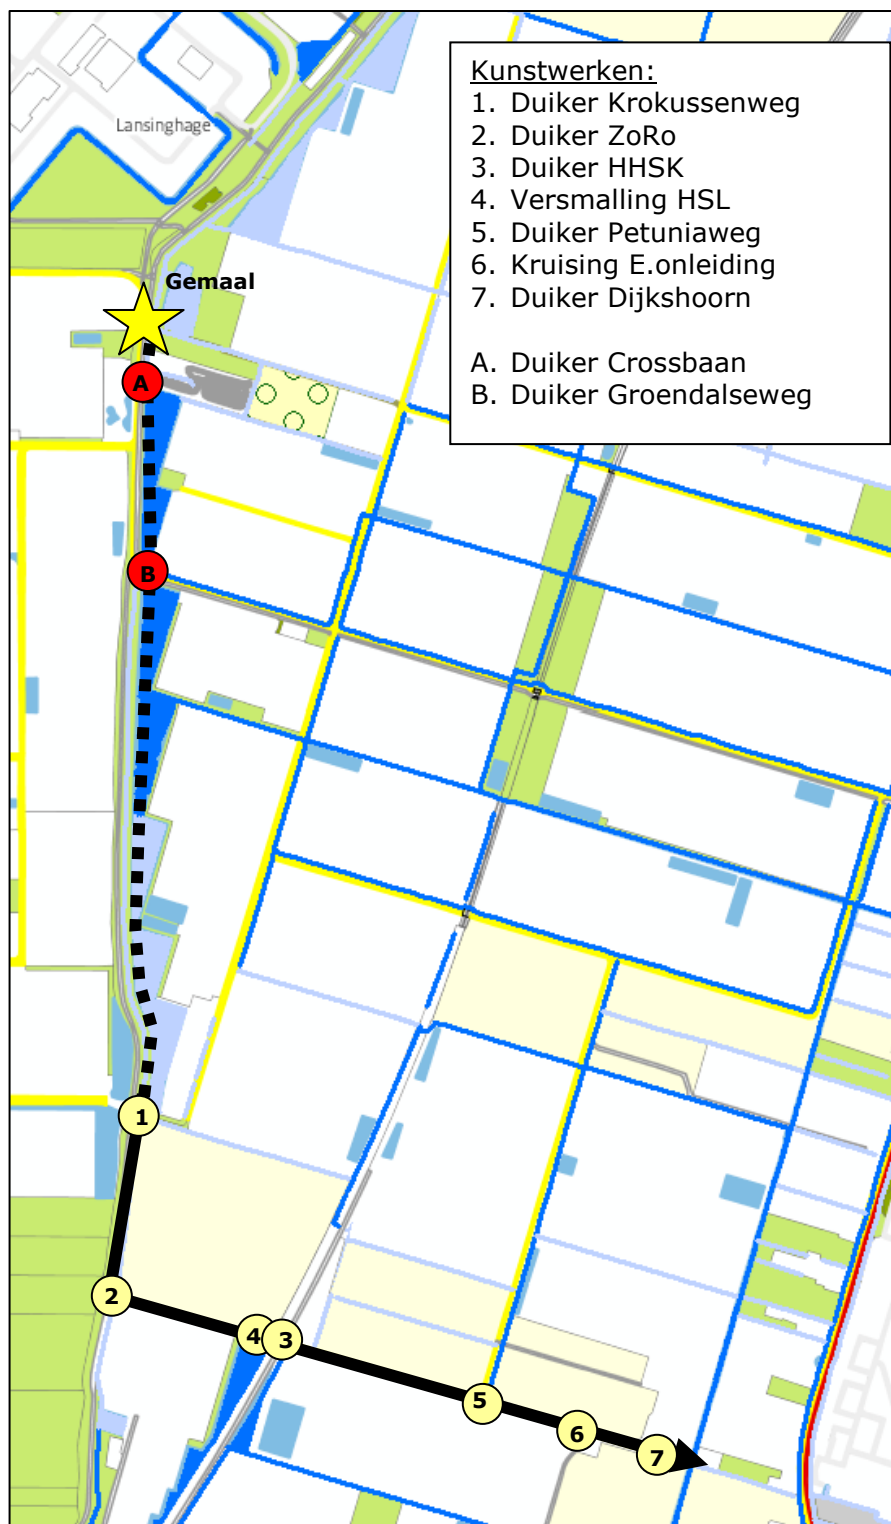 Kunstwerken:
1. Duiker Krokussenweg
2. Duiker ZoRo
3. Duiker HHSK
4. Versmalling HSL
5. Duiker Petuniaweg
6. Kruising E.onleiding
7. Duiker Dijkshoorn
A. Duiker Crossbaan
B. Duiker Groendalseweg
Lansinghage
Gemaal
A
B
1
2
4 3
5
6
7